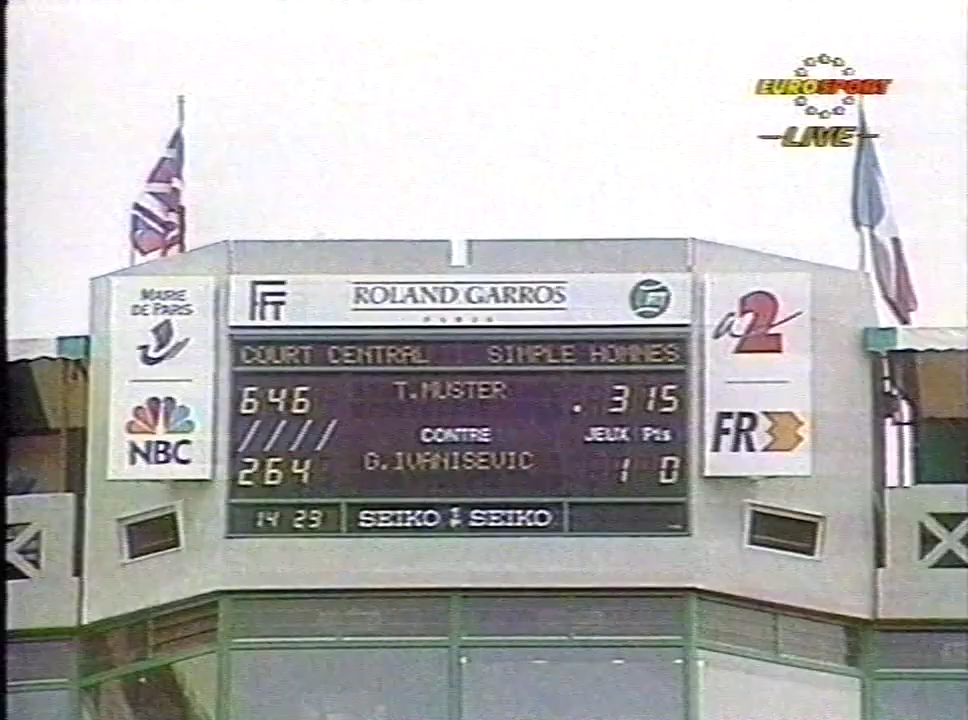 EUROSPORT
LIVE
MAIRIE
DE PARIS
NBC
FFT
ROLAND GARROS
PARIS
a2
FR3
COURT CENTRAL SIMPLE HOMMES
646 T.MUSTER . 3 15
//// CONTRE JEUX Pts
264 G.IVANISEVIC 1 0
14 29 SEIKO SEIKO